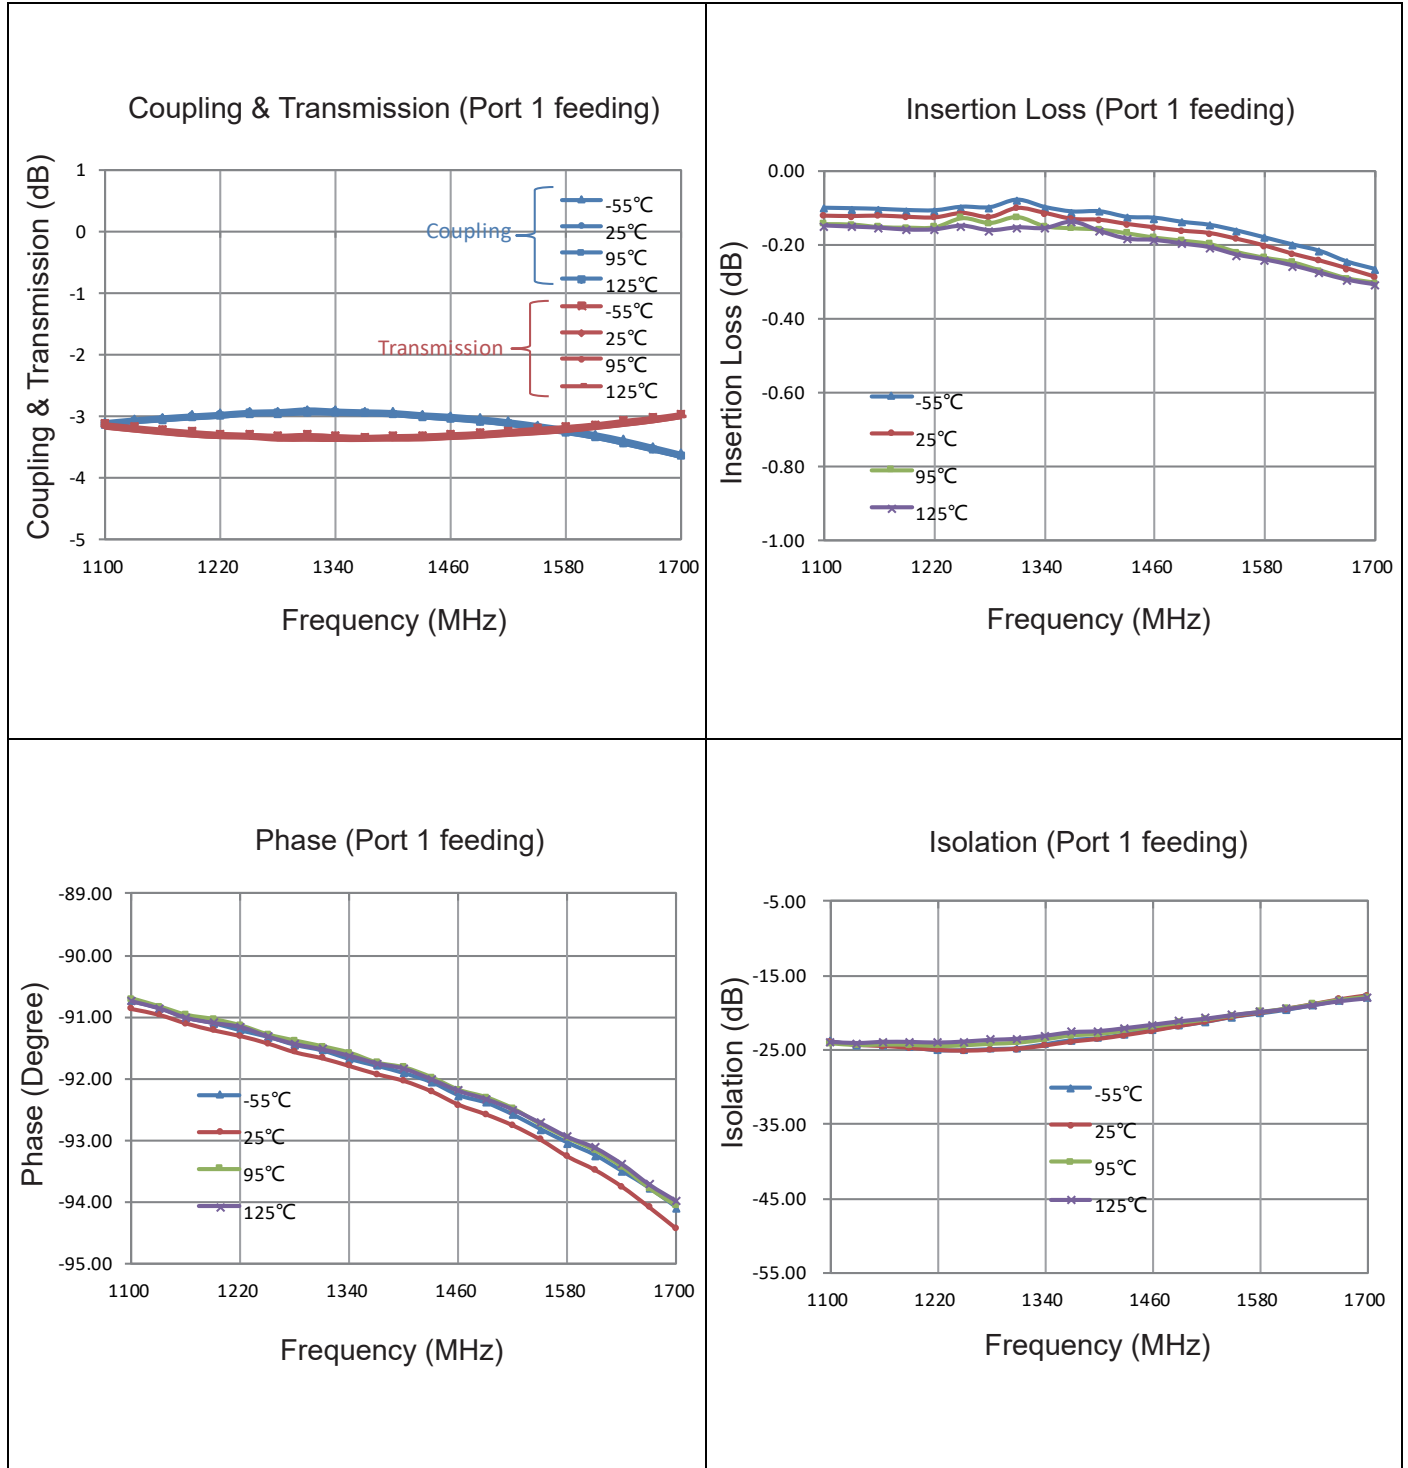 Coupling & Transmission (Port 1 feeding)
Coupling & Transmission (dB)
1
0
-1
-2
-3
-4
-5
Coupling
-55℃
25℃
95℃
125℃
Transmission
-55℃
25℃
95℃
125℃
1100 1220 1340 1460 1580 1700
Frequency (MHz)
Insertion Loss (Port 1 feeding)
Insertion Loss (dB)
0.00
-0.20
-0.40
-0.60
-0.80
-1.00
-55℃
25℃
95℃
125℃
1100 1220 1340 1460 1580 1700
Frequency (MHz)
Phase (Port 1 feeding)
Phase (Degree)
-89.00
-90.00
-91.00
-92.00
-93.00
-94.00
-95.00
-55℃
25℃
95℃
125℃
1100 1220 1340 1460 1580 1700
Frequency (MHz)
Isolation (Port 1 feeding)
Isolation (dB)
-5.00
-15.00
-25.00
-35.00
-45.00
-55.00
-55℃
25℃
95℃
125℃
1100 1220 1340 1460 1580 1700
Frequency (MHz)